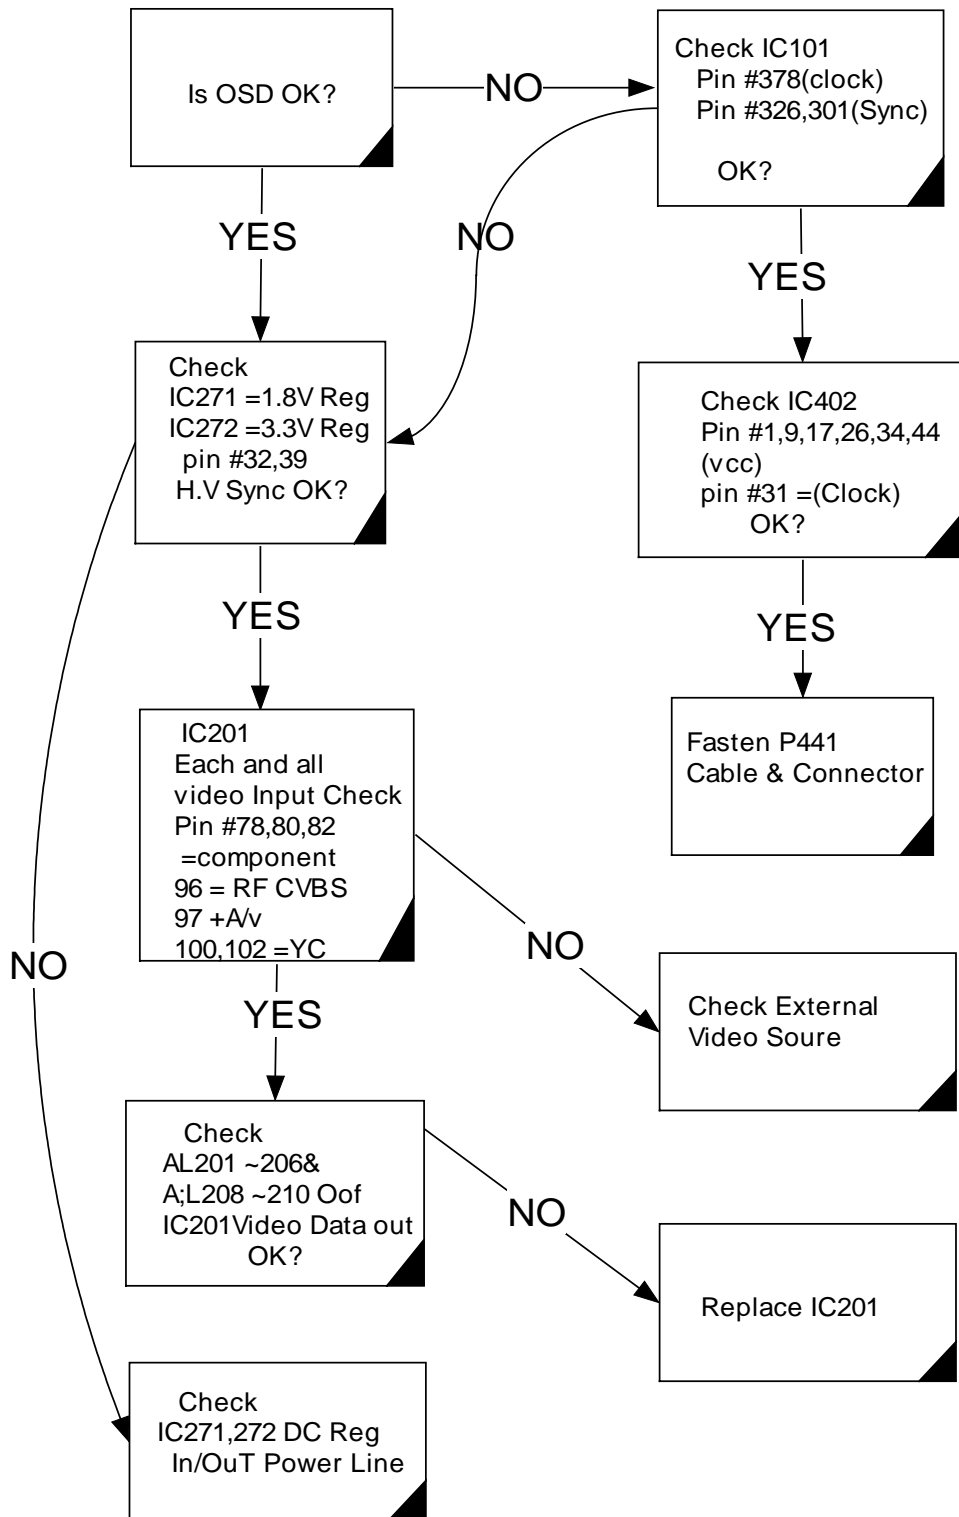 Is OSD OK?
NO
Check IC101
Pin #378(clock)
Pin #326,301(Sync)
OK?
YES
NO
YES
Check
IC271 =1.8V Reg
IC272 =3.3V Reg
pin #32,39
H.V Sync OK?
Check IC402
Pin #1,9,17,26,34,44
(vcc)
pin #31 =(Clock)
OK?
YES
YES
IC201
Each and all
video Input Check
Pin #78,80,82
=component
96 = RF CVBS
97 +A/v
100,102 =YC
Fasten P441
Cable & Connector
NO
NO
YES
Check External
Video Soure
Check
AL201 ~206&
A;L208 ~210 Oof
IC201Video Data out
OK?
NO
Replace IC201
Check
IC271,272 DC Reg
In/OuT Power Line